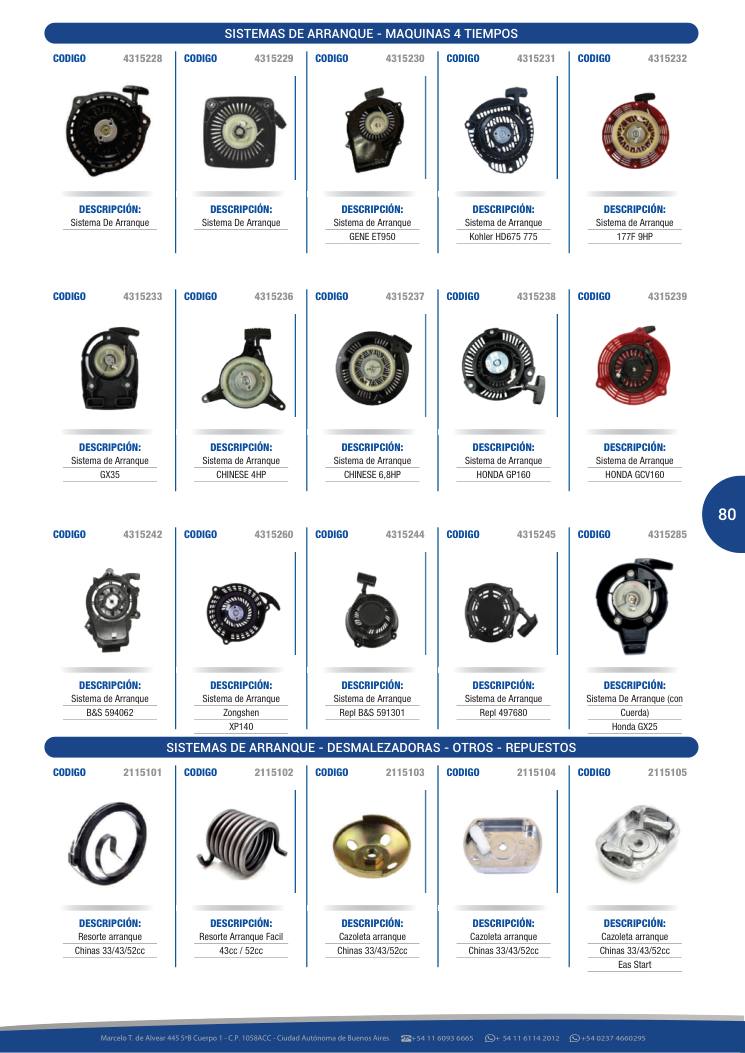 SISTEMAS DE ARRANQUE - MAQUINAS 4 TIEMPOS
CODIGO 4315228
DESCRIPCIÓN:
Sistema De Arranque
CODIGO 4315229
DESCRIPCIÓN:
Sistema De Arranque
CODIGO 4315230
DESCRIPCIÓN:
Sistema de Arranque
GENE ET950
CODIGO 4315231
DESCRIPCIÓN:
Sistema de Arranque
Kohler HD675 775
CODIGO 4315232
DESCRIPCIÓN:
Sistema de Arranque
177F 9HP
CODIGO 4315233
DESCRIPCIÓN:
Sistema de Arranque
GX35
CODIGO 4315236
DESCRIPCIÓN:
Sistema de Arranque
CHINESE 4HP
CODIGO 4315237
DESCRIPCIÓN:
Sistema de Arranque
CHINESE 6,8HP
CODIGO 4315238
DESCRIPCIÓN:
Sistema de Arranque
HONDA GP160
CODIGO 4315239
DESCRIPCIÓN:
Sistema de Arranque
HONDA GCV160
80
CODIGO 4315242
DESCRIPCIÓN:
Sistema de Arranque
B&S 594062
CODIGO 4315260
DESCRIPCIÓN:
Sistema de Arranque
Zongshen
XP140
CODIGO 4315244
DESCRIPCIÓN:
Sistema de Arranque
Repl B&S 591301
CODIGO 4315245
DESCRIPCIÓN:
Sistema de Arranque
Repl 497680
CODIGO 4315285
DESCRIPCIÓN:
Sistema De Arranque (con
Cuerda)
Honda GX25
SISTEMAS DE ARRANQUE - DESMALEZADORAS - OTROS - REPUESTOS
CODIGO 2115101
DESCRIPCIÓN:
Resorte arranque
Chinas 33/43/52cc
CODIGO 2115102
DESCRIPCIÓN:
Resorte Arranque Facil
43cc / 52cc
CODIGO 2115103
DESCRIPCIÓN:
Cazoleta arranque
Chinas 33/43/52cc
CODIGO 2115104
DESCRIPCIÓN:
Cazoleta arranque
Chinas 33/43/52cc
CODIGO 2115105
DESCRIPCIÓN:
Cazoleta arranque
Chinas 33/43/52cc
Eas Start
Marcelo T. de Alvear 445 5ºB Cuerpo 1 - C.P. 1058ACC - Ciudad Autónoma de Buenos Aires. +54 11 6093 6665 + 54 11 6114 2012 +54 0237 4660295